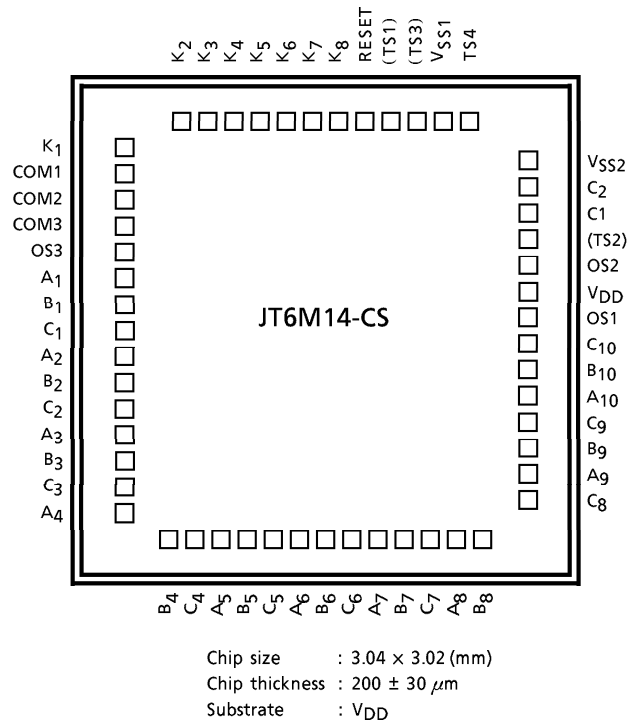 K2 K3 K4 K5 K6 K7 K8 RESET (TS1) (TS3) VSS1 TS4
K1
COM1
COM2
COM3
OS3
A1
B1
C1
A2
B2
C2
A3
B3
C3
A4
JT6M14-CS
VSS2
C2
C1
(TS2)
OS2
VDD
OS1
C10
B10
A10
C9
B9
A9
C8
B4 C4 A5 B5 C5 A6 B6 C6 A7 B7 C7 A8 B8
Chip size : 3.04 × 3.02 (mm)
Chip thickness : 200 ± 30 μm
Substrate : VDD